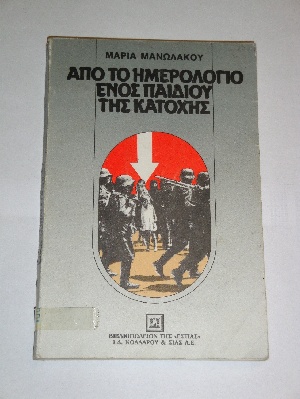 ΜΑΡΙΑ ΜΑΝΩΛΑΚΟΥ
ΑΠΟ ΤΟ ΗΜΕΡΟΛΟΓΙΟ
ΕΝΟΣ ΠΑΙΔΙΟΥ
ΤΗΣ ΚΑΤΟΧΗΣ
ΒΙΒΛΙΟΠΩΛΕΙΟΝ ΤΗΣ «ΕΣΤΙΑΣ»
Ι.Δ. ΚΟΛΛΑΡΟΥ & ΣΙΑΣ Α.Ε.